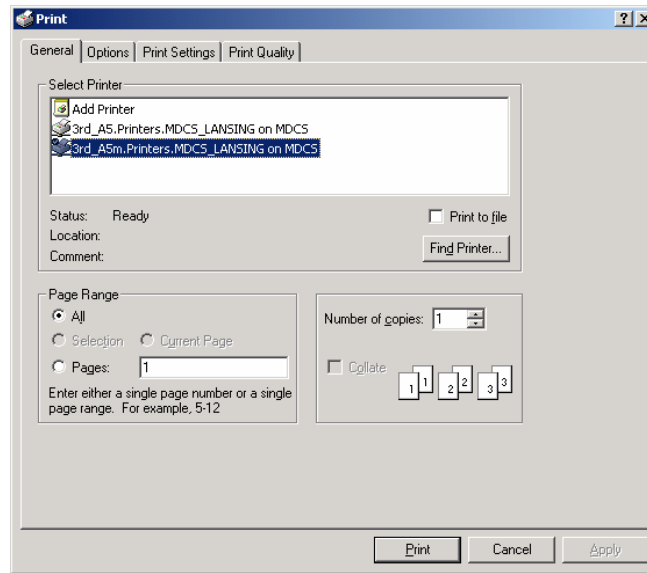 Print
General Options Print Settings Print Quality
Select Printer
Add Printer
3rd_A5.Printers.MDCS_LANSING on MDCS
3rd_A5m.Printers.MDCS_LANSING on MDCS
Status: Ready
Print to file
Location:
Comment:
Find Printer...
Page Range
All
Selection Current Page
Pages: 1
Enter either a single page number or a single
page range. For example, 5-12
Number of copies: 1
Collate
1 1 2 2 3 3
Print Cancel Apply